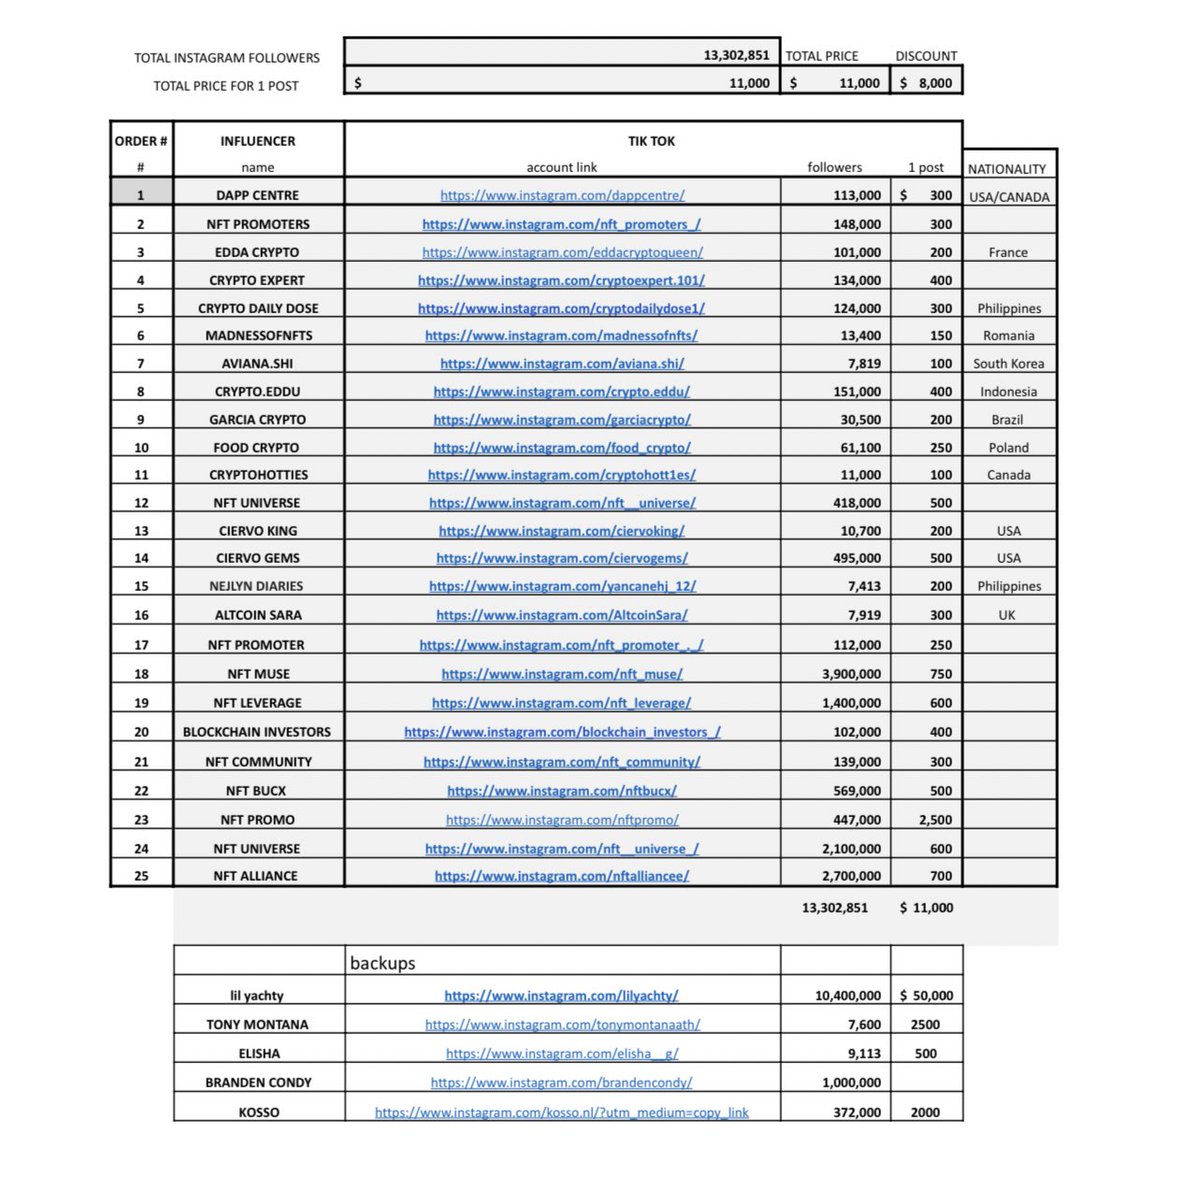 TOTAL INSTAGRAM FOLLOWERS 13,302,851 TOTAL PRICE DISCOUNT
TOTAL PRICE FOR 1 POST $ 11,000 $ 11,000 $ 8,000
ORDER # INFLUENCER TIK TOK
# name account link followers 1 post NATIONALITY
1 DAPP CENTRE https://www.instagram.com/dappcentre/ 113,000 $ 300 USA/CANADA
2 NFT PROMOTERS https://www.instagram.com/nft_promoters_/ 148,000 300
3 EDDA CRYPTO https://www.instagram.com/eddacryptoqueen/ 101,000 200 France
4 CRYPTO EXPERT https://www.instagram.com/cryptoexpert.101/ 134,000 400
5 CRYPTO DAILY DOSE https://www.instagram.com/cryptodailydose1/ 124,000 300 Philippines
6 MADNESSOFNFTS https://www.instagram.com/madnessofnfts/ 13,400 150 Romania
7 AVIANA.SHI https://www.instagram.com/aviana.shi/ 7,819 100 South Korea
8 CRYPTO.EDDU https://www.instagram.com/crypto.eddu/ 151,000 400 Indonesia
9 GARCIA CRYPTO https://www.instagram.com/garciacrypto/ 30,500 200 Brazil
10 FOOD CRYPTO https://www.instagram.com/food_crypto/ 61,100 250 Poland
11 CRYPTOHOTTIES https://www.instagram.com/cryptohott1es/ 11,000 100 Canada
12 NFT UNIVERSE https://www.instagram.com/nft__universe/ 418,000 500
13 CIERVO KING https://www.instagram.com/ciervoking/ 10,700 200 USA
14 CIERVO GEMS https://www.instagram.com/ciervogems/ 495,000 500 USA
15 NEJLYN DIARIES https://www.instagram.com/yancanehj_12/ 7,413 200 Philippines
16 ALTCOIN SARA https://www.instagram.com/AltcoinSara/ 7,919 300 UK
17 NFT PROMOTER https://www.instagram.com/nft_promoter_._/ 112,000 250
18 NFT MUSE https://www.instagram.com/nft_muse/ 3,900,000 750
19 NFT LEVERAGE https://www.instagram.com/nft_leverage/ 1,400,000 600
20 BLOCKCHAIN INVESTORS https://www.instagram.com/blockchain_investors_/ 102,000 400
21 NFT COMMUNITY https://www.instagram.com/nft_community/ 139,000 300
22 NFT BUCX https://www.instagram.com/nftbucx/ 569,000 500
23 NFT PROMO https://www.instagram.com/nftpromo/ 447,000 2,500
24 NFT UNIVERSE https://www.instagram.com/nft__universe_/ 2,100,000 600
25 NFT ALLIANCE https://www.instagram.com/nftalliancee/ 2,700,000 700
13,302,851 $ 11,000
backups
lil yachty https://www.instagram.com/lilyachty/ 10,400,000 $ 50,000
TONY MONTANA https://www.instagram.com/tonymontanaath/ 7,600 2500
ELISHA https://www.instagram.com/elisha__g/ 9,113 500
BRANDEN CONDY https://www.instagram.com/brandencondy/ 1,000,000
KOSSO https://www.instagram.com/kosso.nl/?utm_medium=copy_link 372,000 2000